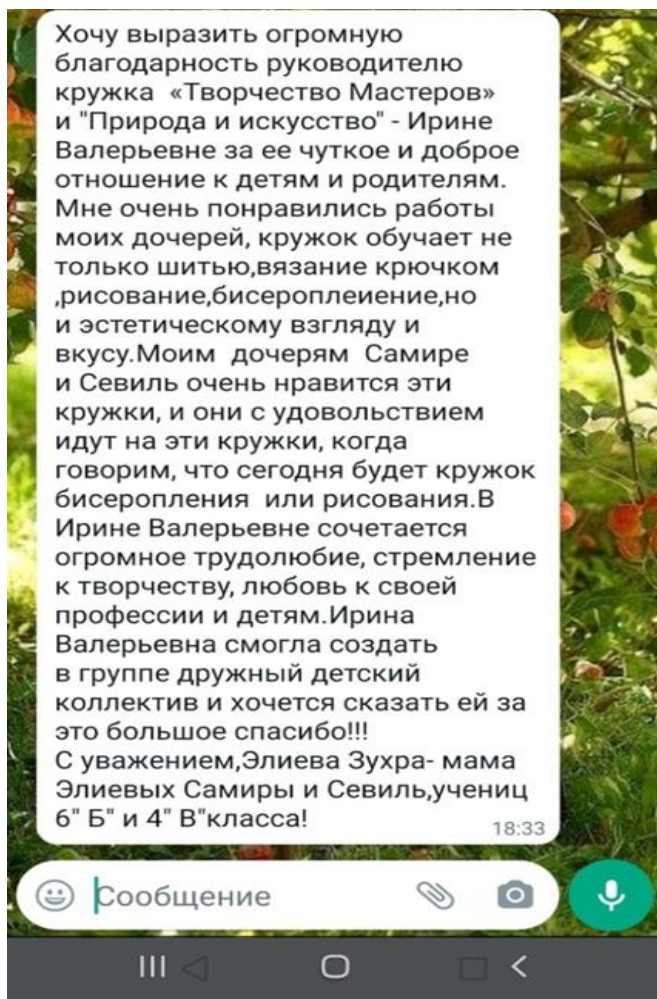 Хочу выразить огромную
благодарность руководителю
кружка «Творчество Мастеров»
и "Природа и искусство" - Ирине
Валерьевне за ее чуткое и доброе
отношение к детям и родителям.
Мне очень понравились работы
моих дочерей, кружок обучает не
только шитью,вязание крючком
,рисование,бисероплеиение,но
и эстетическому взгляду и
вкусу.Моим дочерям Самире
и Севиль очень нравится эти
кружки, и они с удовольствием
идут на эти кружки, когда
говорим, что сегодня будет кружок
бисеропления или рисования.В
Ирине Валерьевне сочетается
огромное трудолюбие, стремление
к творчеству, любовь к своей
профессии и детям.Ирина
Валерьевна смогла создать
в группе дружный детский
коллектив и хочется сказать ей за
это большое спасибо!!!
С уважением,Элиева Зухра- мама
Элиевых Самиры и Севиль,учениц
6" Б" и 4" В"класса!
18:33
Сообщение